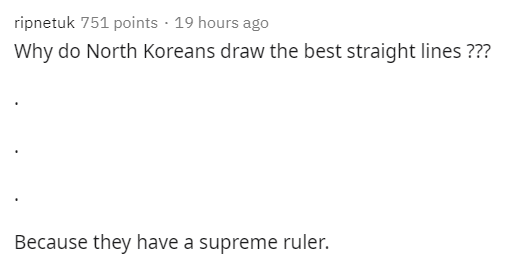 ripnetuk 751 points · 19 hours ago
Why do North Koreans draw the best straight lines ???
.
.
.
Because they have a supreme ruler.